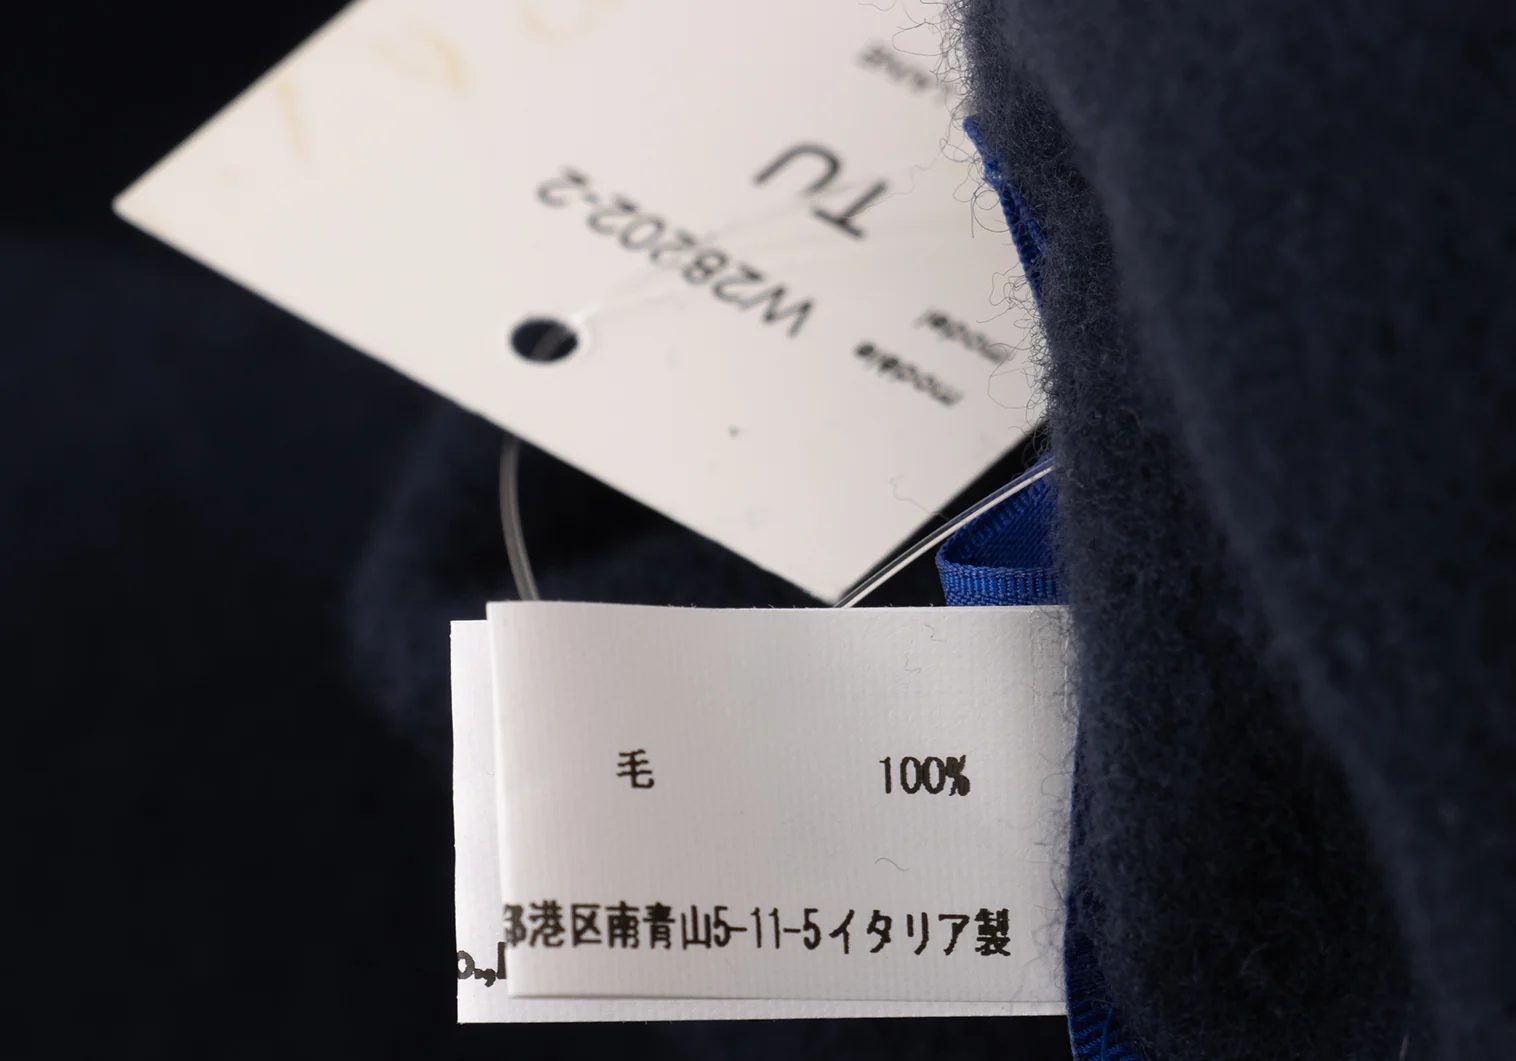 modèle
model
W28202-2
TU
毛 100%
都港区南青山5-11-5イタリア製
o.,